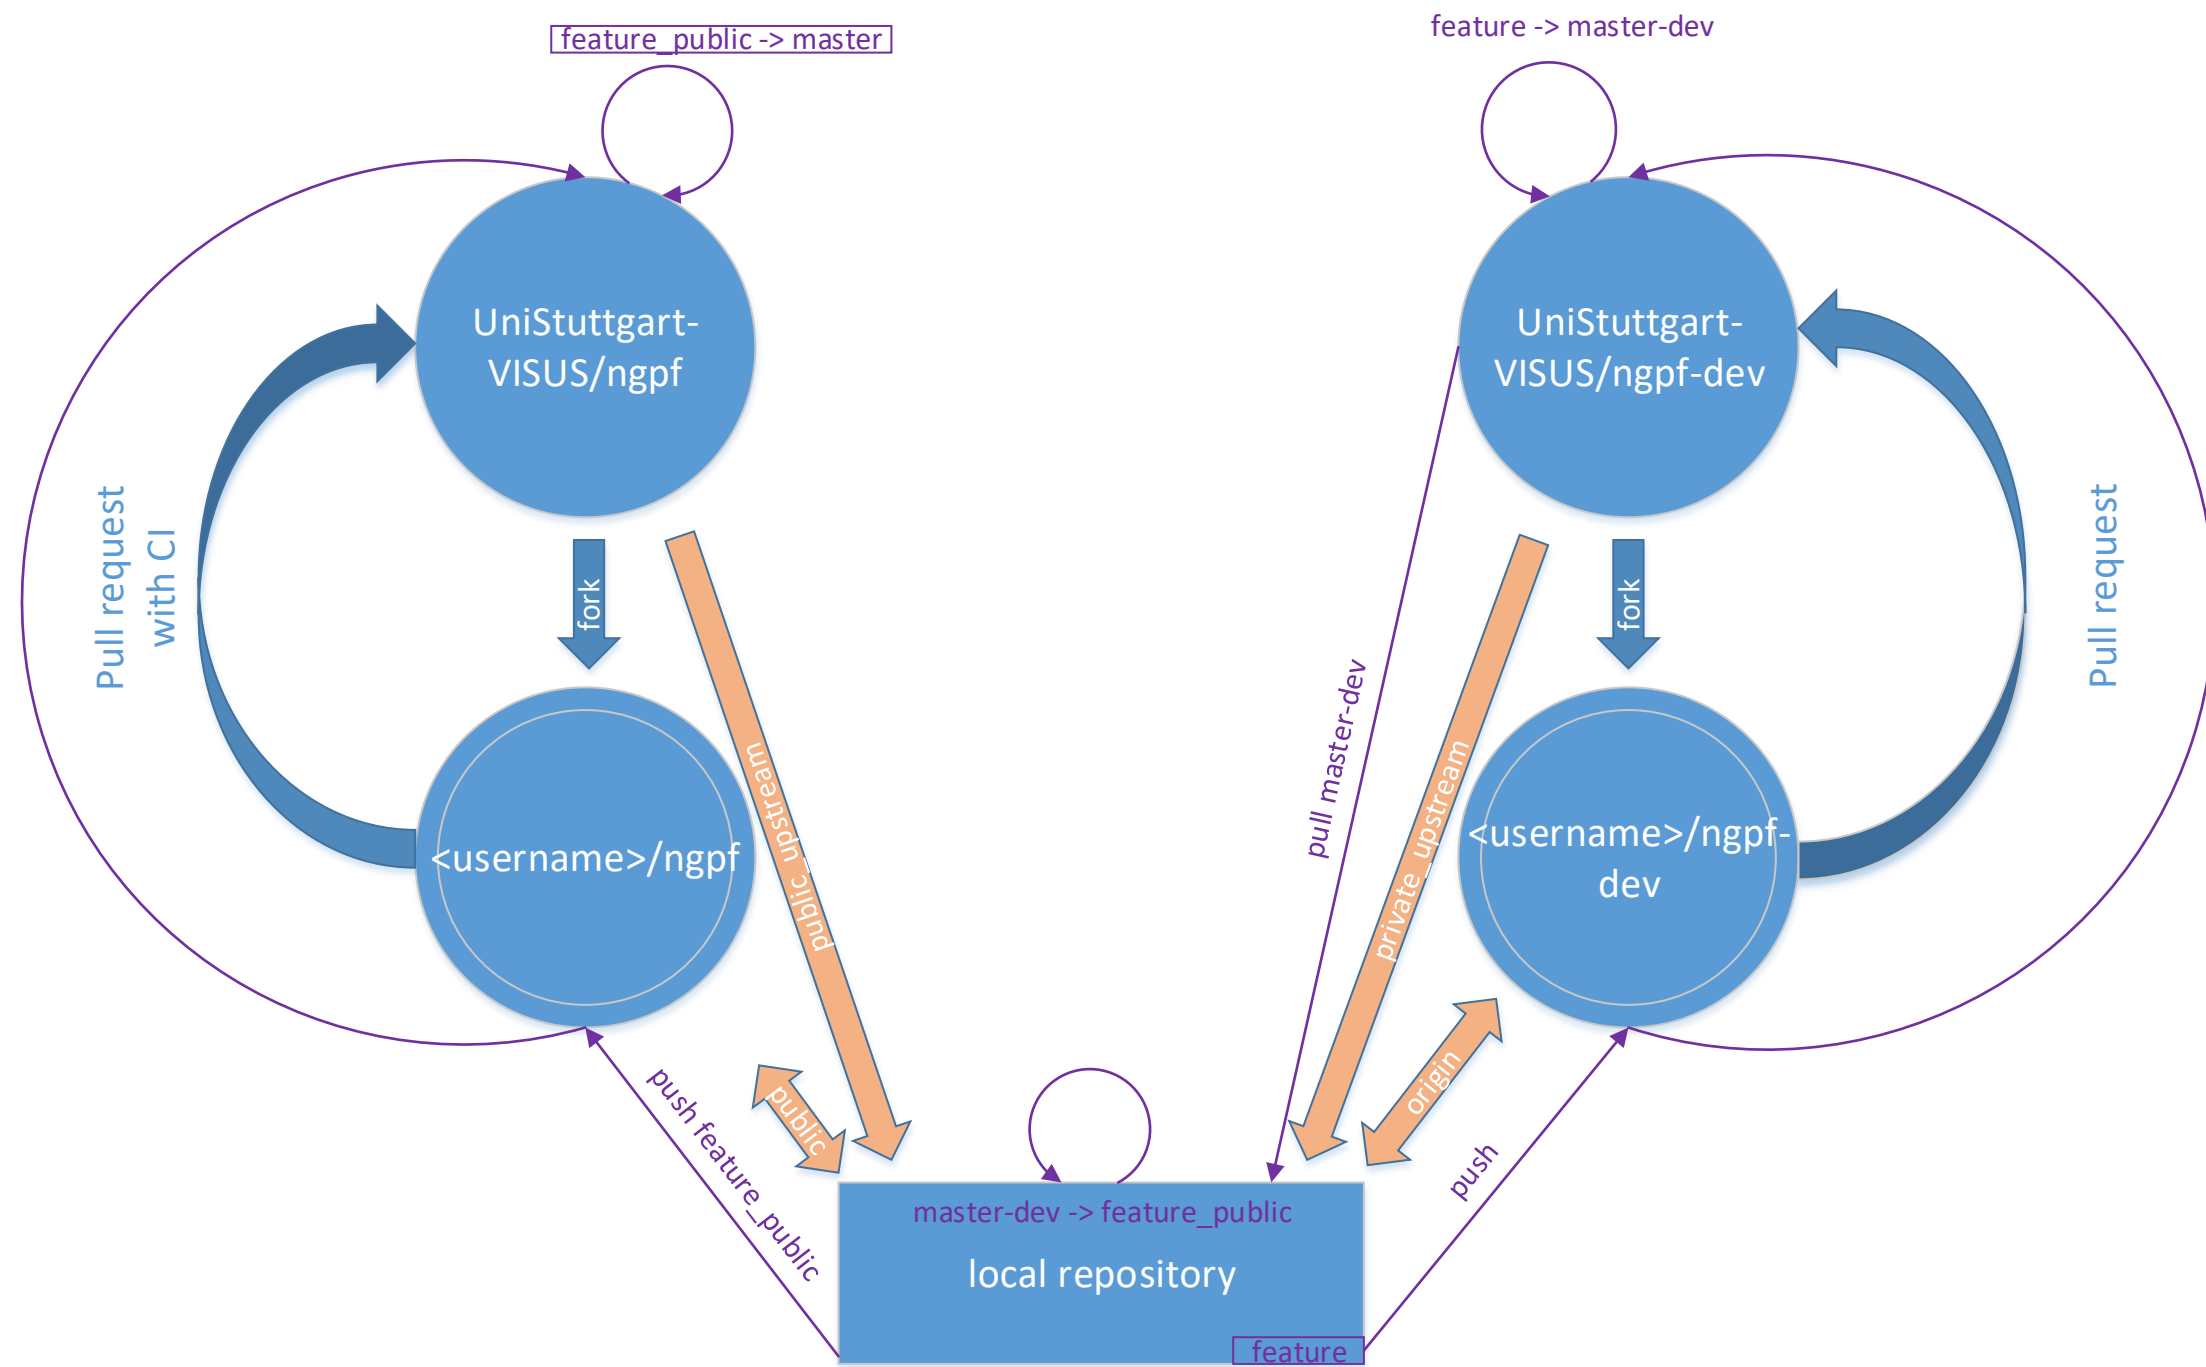 feature_public -> master
feature -> master-dev
UniStuttgart-
VISUS/ngpf
UniStuttgart-
VISUS/ngpf-dev
Pull request
with CI
fork
fork
Pull request
pull master-dev
public_upstream
private_upstream
<username>/ngpf
<username>/ngpf-
dev
push feature_public
public
origin
push
master-dev -> feature_public
local repository
feature